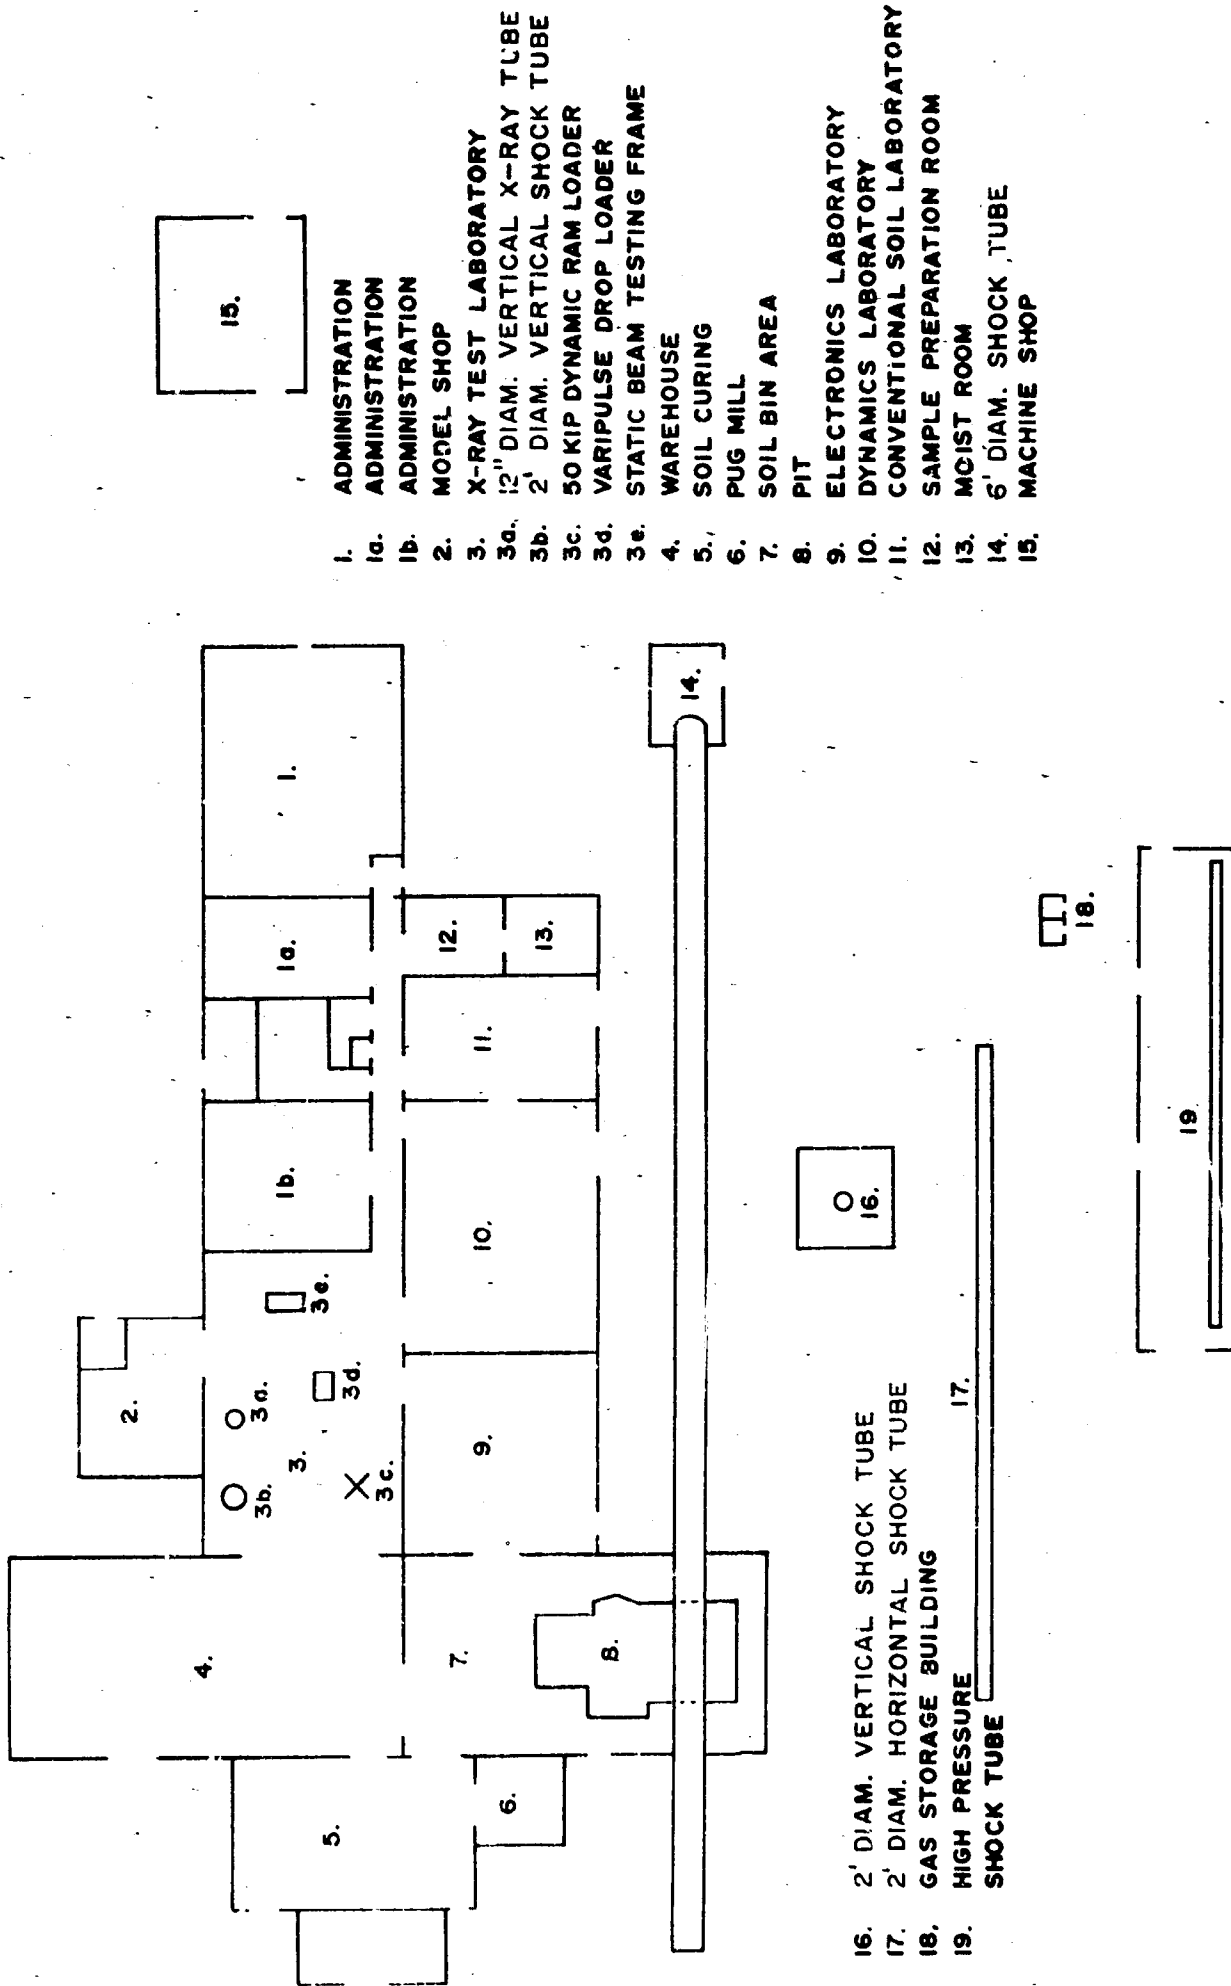 15.
1. ADMINISTRATION
1a. ADMINISTRATION
1b. ADMINISTRATION
2. MODEL SHOP
3. X-RAY TEST LABORATORY
3a. 12" DIAM. VERTICAL X-RAY TUBE
3b. 2' DIAM. VERTICAL SHOCK TUBE
3c. 50 KIP DYNAMIC RAM LOADER
3d. VARIPULSE DROP LOADER
3e. STATIC BEAM TESTING FRAME
4. WAREHOUSE
5. SOIL CURING
6. PUG MILL
7. SOIL BIN AREA
8. PIT
9. ELECTRONICS LABORATORY
10. DYNAMICS LABORATORY
11. CONVENTIONAL SOIL LABORATORY
12. SAMPLE PREPARATION ROOM
13. MOIST ROOM
14. 6' DIAM. SHOCK TUBE
15. MACHINE SHOP
2.
4.
3b.
3a.
3.
3e.
3d.
3c.
1b.
1a.
1.
5.
6.
7.
8.
9.
10.
11.
12.
13.
14.
16.
17.
18.
19
16. 2' DIAM. VERTICAL SHOCK TUBE
17. 2' DIAM. HORIZONTAL SHOCK TUBE
18. GAS STORAGE BUILDING
19. HIGH PRESSURE
SHOCK TUBE